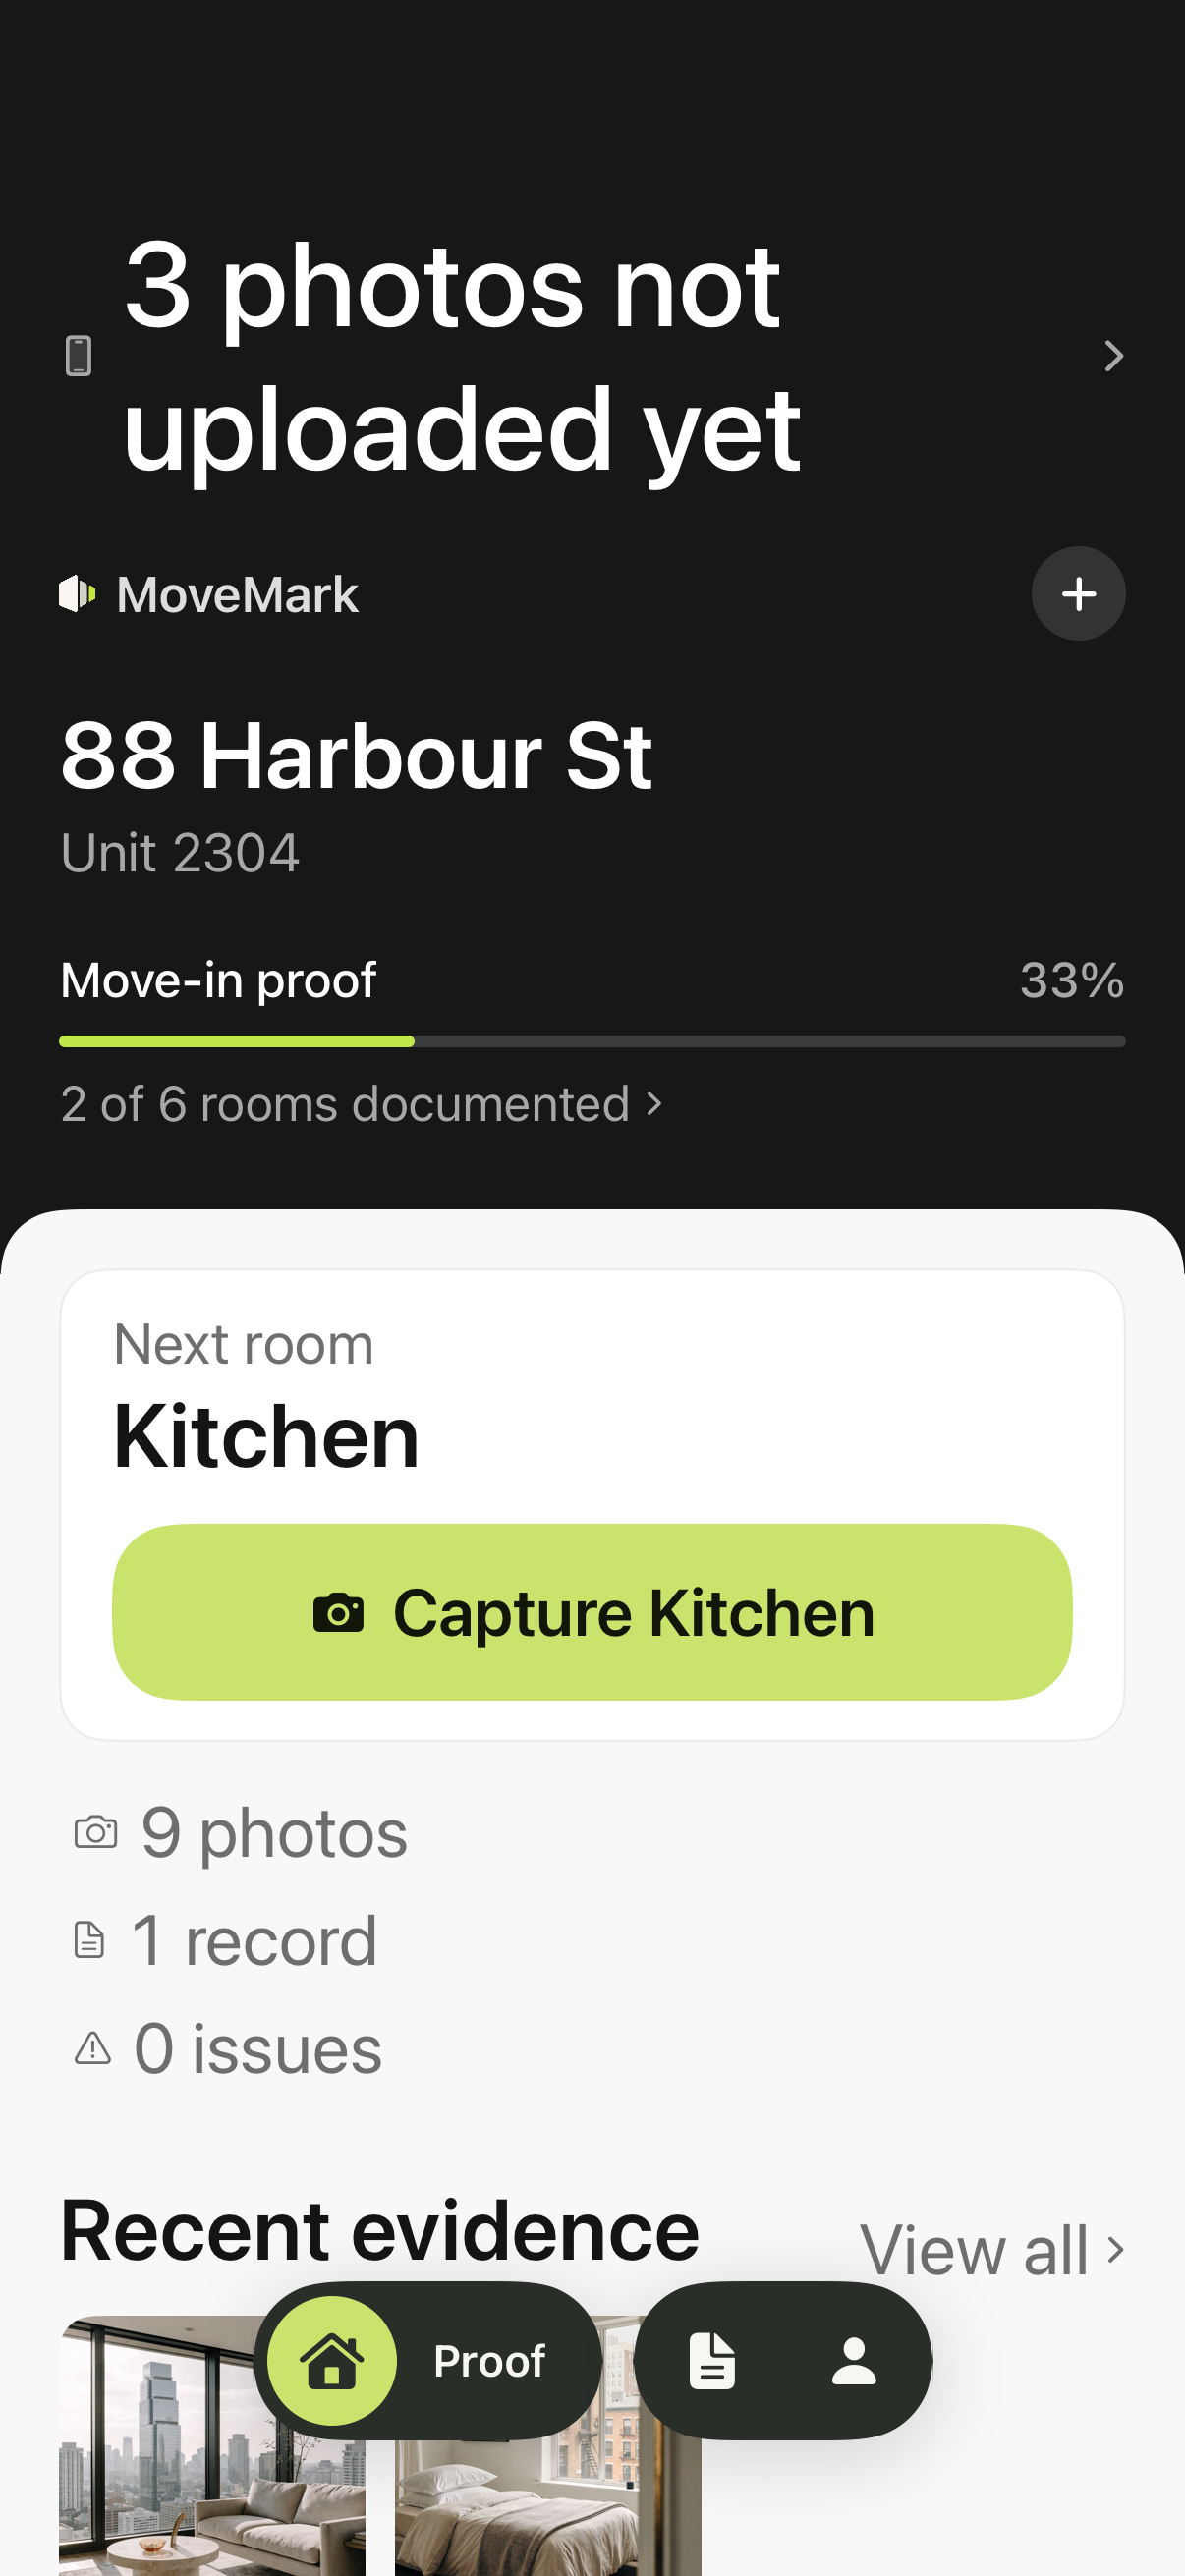 3 photos not
uploaded yet
MoveMark
88 Harbour St
Unit 2304
Move-in proof 33%
2 of 6 rooms documented
Next room
Kitchen
Capture Kitchen
9 photos
1 record
0 issues
Recent evidence View all
Proof